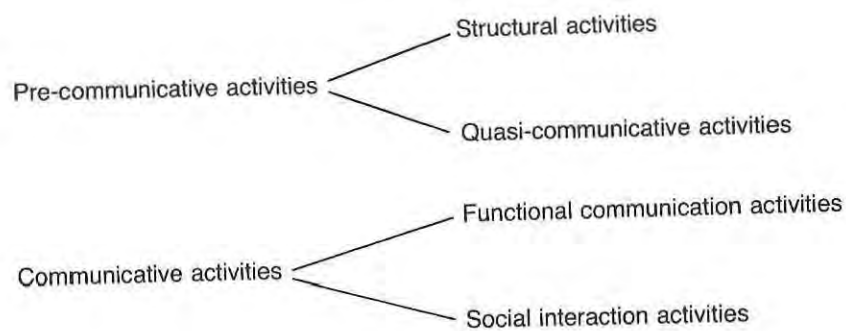 Structural activities
Pre-communicative activities
Quasi-communicative activities
Functional communication activities
Communicative activities
Social interaction activities